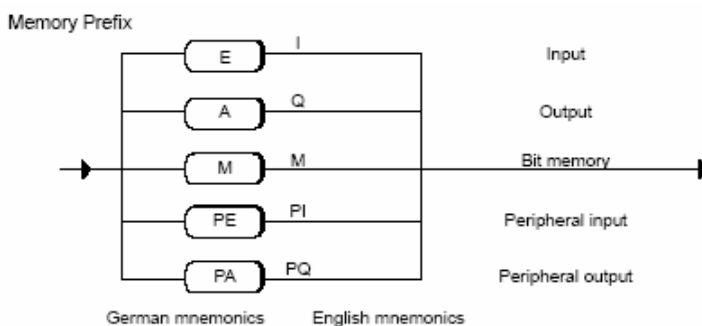 Memory Prefix
E I Input
A Q Output
M M Bit memory
PE PI Peripheral input
PA PQ Peripheral output
German mnemonics English mnemonics